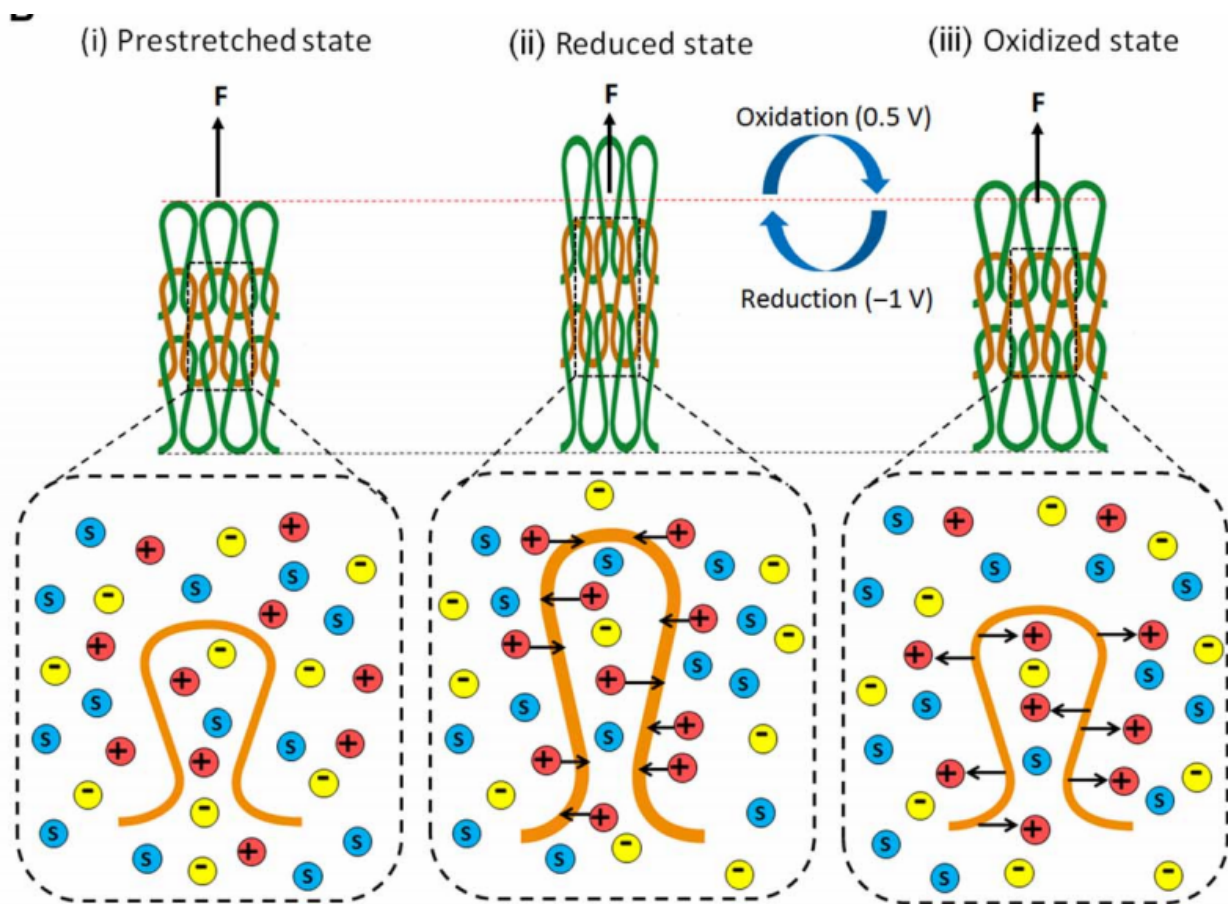 (i) Prestretched state
(ii) Reduced state
(iii) Oxidized state
F
F
F
Oxidation (0.5 V)
Reduction (–1 V)